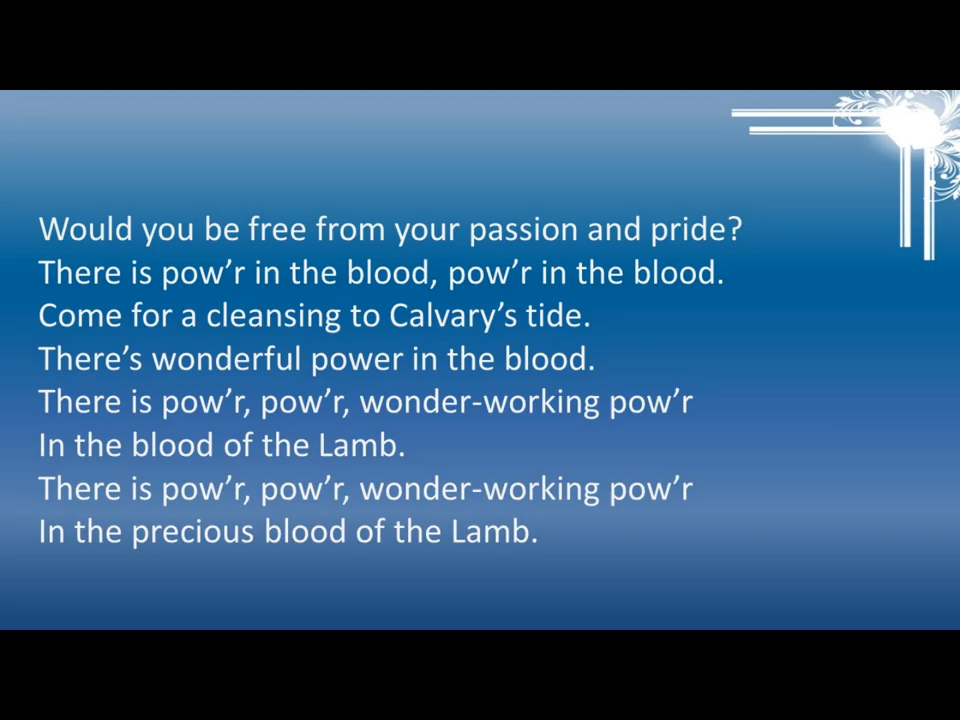 Would you be free from your passion and pride?
There is pow’r in the blood, pow’r in the blood.
Come for a cleansing to Calvary’s tide.
There’s wonderful power in the blood.
There is pow’r, pow’r, wonder-working pow’r
In the blood of the Lamb.
There is pow’r, pow’r, wonder-working pow’r
In the precious blood of the Lamb.